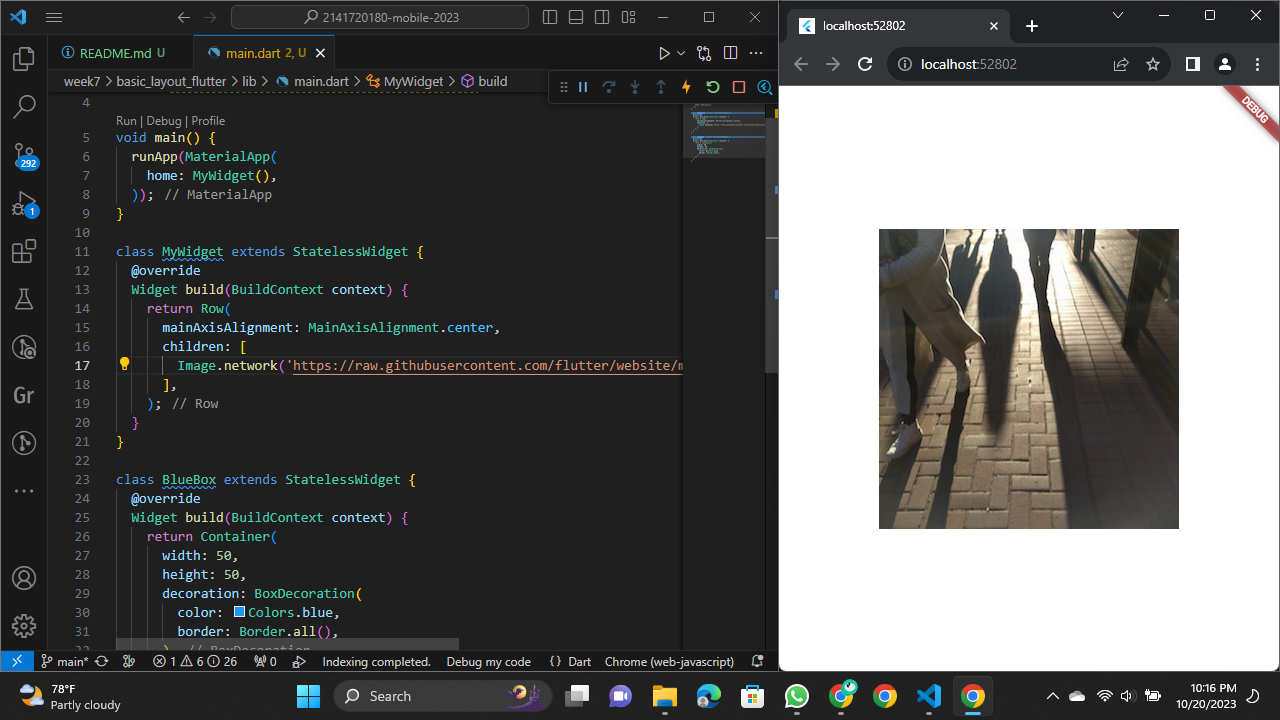 2141720180-mobile-2023
README.md U
main.dart 2, U
week7 > basic_layout_flutter > lib > main.dart > MyWidget > build
4
Run | Debug | Profile
5 void main() {
6 runApp(MaterialApp(
7 home: MyWidget(),
8 )); // MaterialApp
9 }
10
11 class MyWidget extends StatelessWidget {
12 @override
13 Widget build(BuildContext context) {
14 return Row(
15 mainAxisAlignment: MainAxisAlignment.center,
16 children: [
17 Image.network('https://raw.githubusercontent.com/flutter/website/m
18 ],
19 ); // Row
20 }
21 }
22
23 class BlueBox extends StatelessWidget {
24 @override
25 Widget build(BuildContext context) {
26 return Container(
27 width: 50,
28 height: 50,
29 decoration: BoxDecoration(
30 color: Colors.blue,
31 border: Border.all(),
32 ), // BoxDecoration
292
1
Gr
main* 1 6 26 0 Indexing completed. Debug my code {} Dart Chrome (web-javascript)
localhost:52802
localhost:52802
DEBUG
78°F
Partly cloudy
Search
10:16 PM
10/20/2023